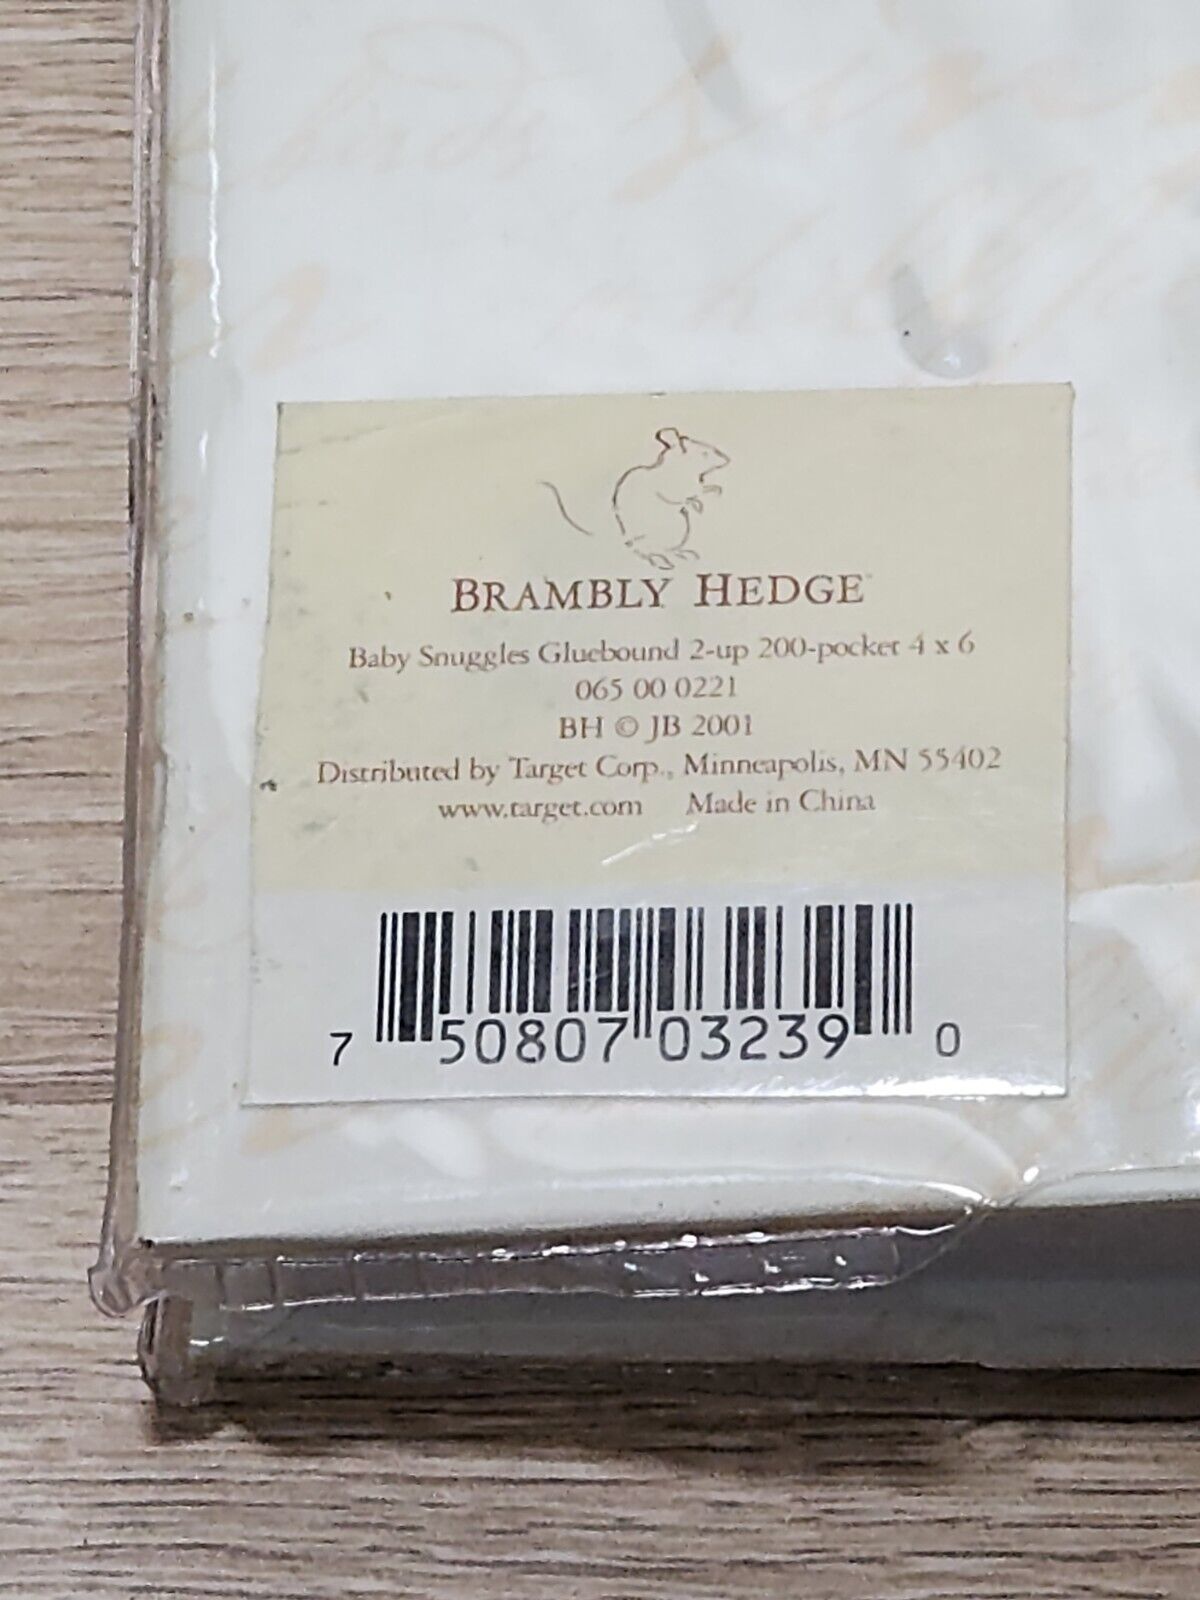 BRAMBLY HEDGE™
Baby Snuggles Gluebound 2-up 200-pocket 4 x 6
065 00 0221
BH © JB 2001
Distributed by Target Corp., Minneapolis, MN 55402
www.target.com Made in China
7 50807 03239 0